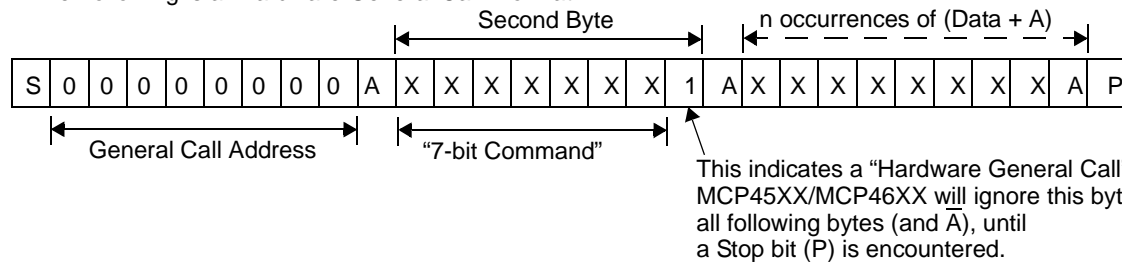 Second Byte
n occurrences of (Data + A)
S 0 0 0 0 0 0 0 0 A X X X X X X X 1 A X X X X X X X X A P
General Call Address
“7-bit Command”
This indicates a “Hardware General Call
MCP45XX/MCP46XX will ignore this byt
all following bytes (and A), until
a Stop bit (P) is encountered.